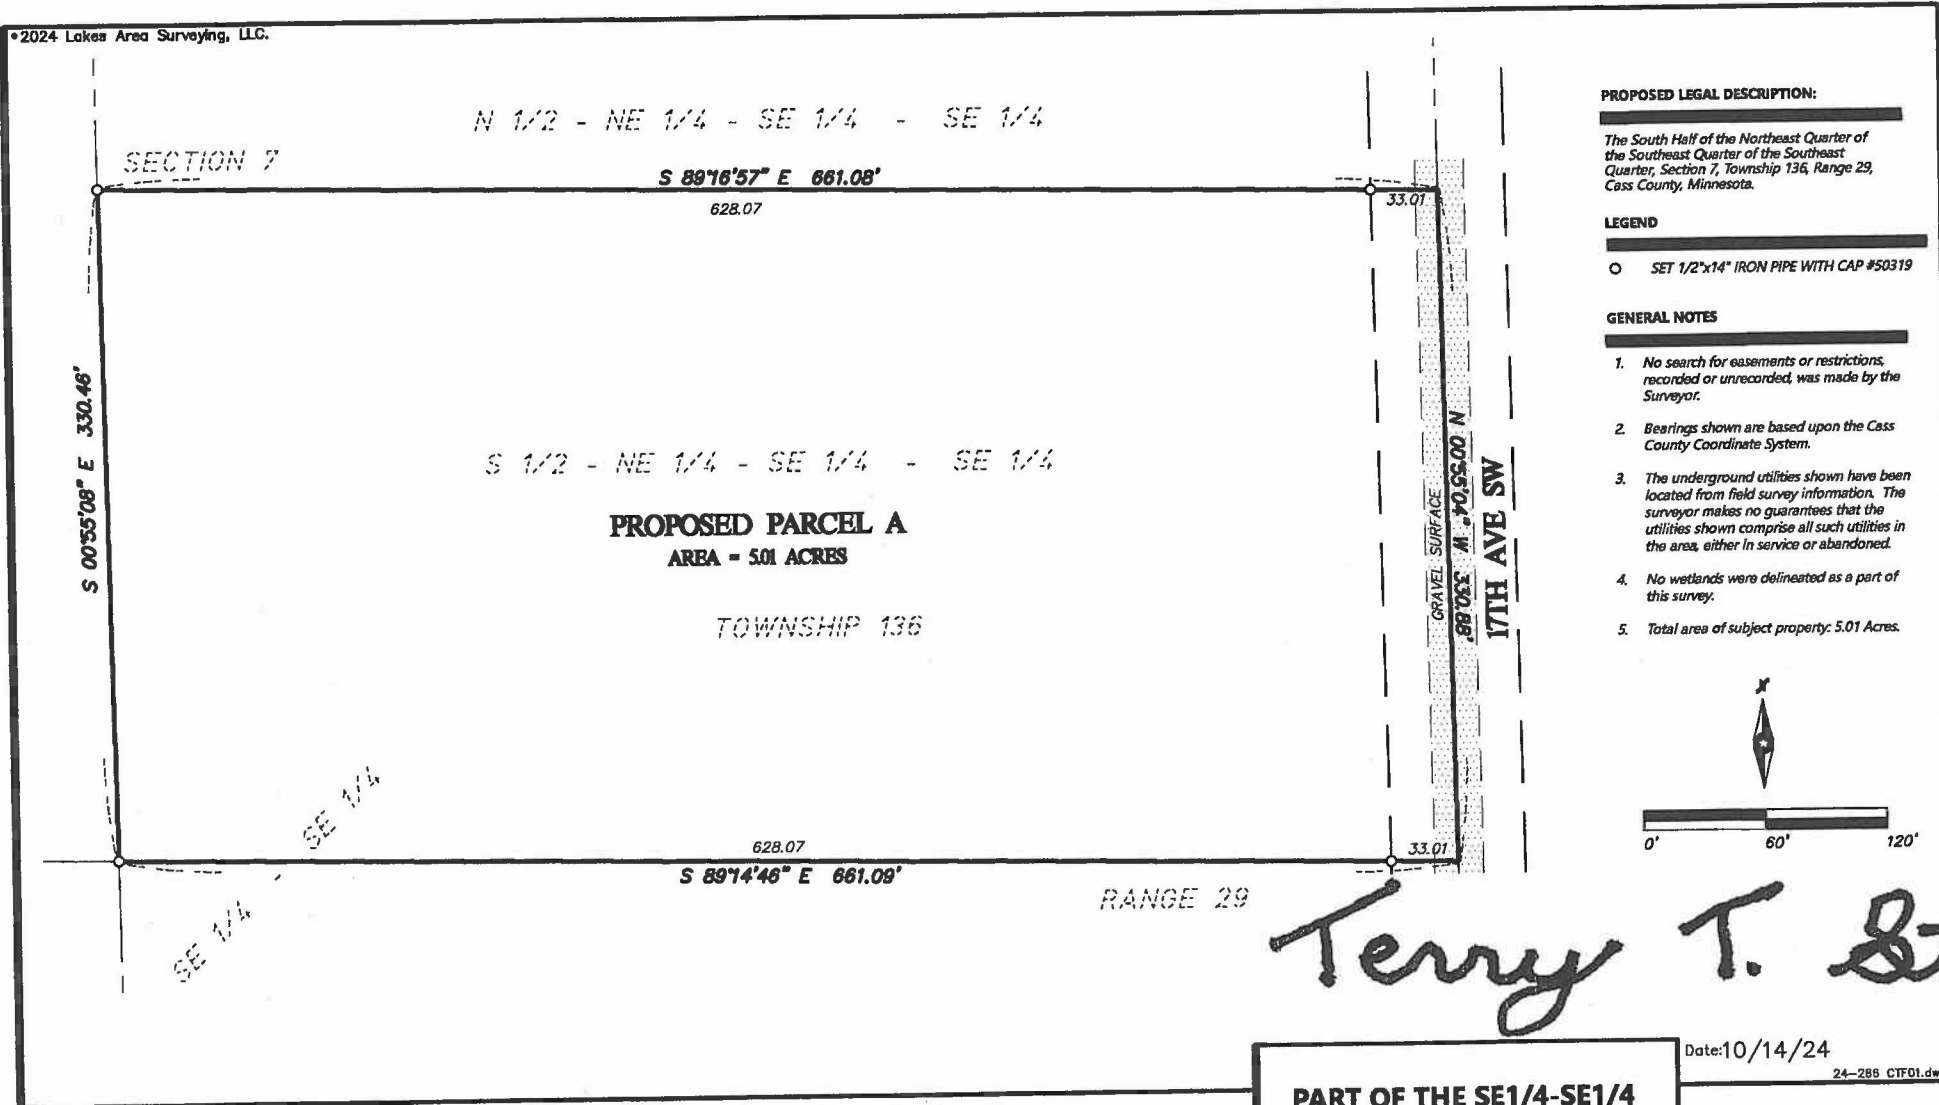 ©2024 Lakes Area Surveying, LLC.
N 1/2 - NE 1/4 - SE 1/4 - SE 1/4
SECTION 7
S 89°16'57" E 661.08'
628.07
33.01
S 00°55'08" E 330.46'
S 1/2 - NE 1/4 - SE 1/4 - SE 1/4
PROPOSED PARCEL A
AREA = 5.01 ACRES
TOWNSHIP 136
GRAVEL SURFACE
N 00°55'04" W 330.88'
17TH AVE SW
SE 1/4 - SE 1/4
628.07
33.01
S 89°14'46" E 661.09'
RANGE 29
PROPOSED LEGAL DESCRIPTION:
The South Half of the Northeast Quarter of
the Southeast Quarter of the Southeast
Quarter, Section 7, Township 136, Range 29,
Cass County, Minnesota.
LEGEND
SET 1/2"x14" IRON PIPE WITH CAP #50319
GENERAL NOTES
1. No search for easements or restrictions,
recorded or unrecorded, was made by the
Surveyor.
2. Bearings shown are based upon the Cass
County Coordinate System.
3. The underground utilities shown have been
located from field survey information. The
surveyor makes no guarantees that the
utilities shown comprise all such utilities in
the area, either in service or abandoned.
4. No wetlands were delineated as a part of
this survey.
5. Total area of subject property: 5.01 Acres.
N
0' 60' 120'
Terry T.
Date:10/14/24
24-286 CTF01.dw
PART OF THE SE1/4-SE1/4